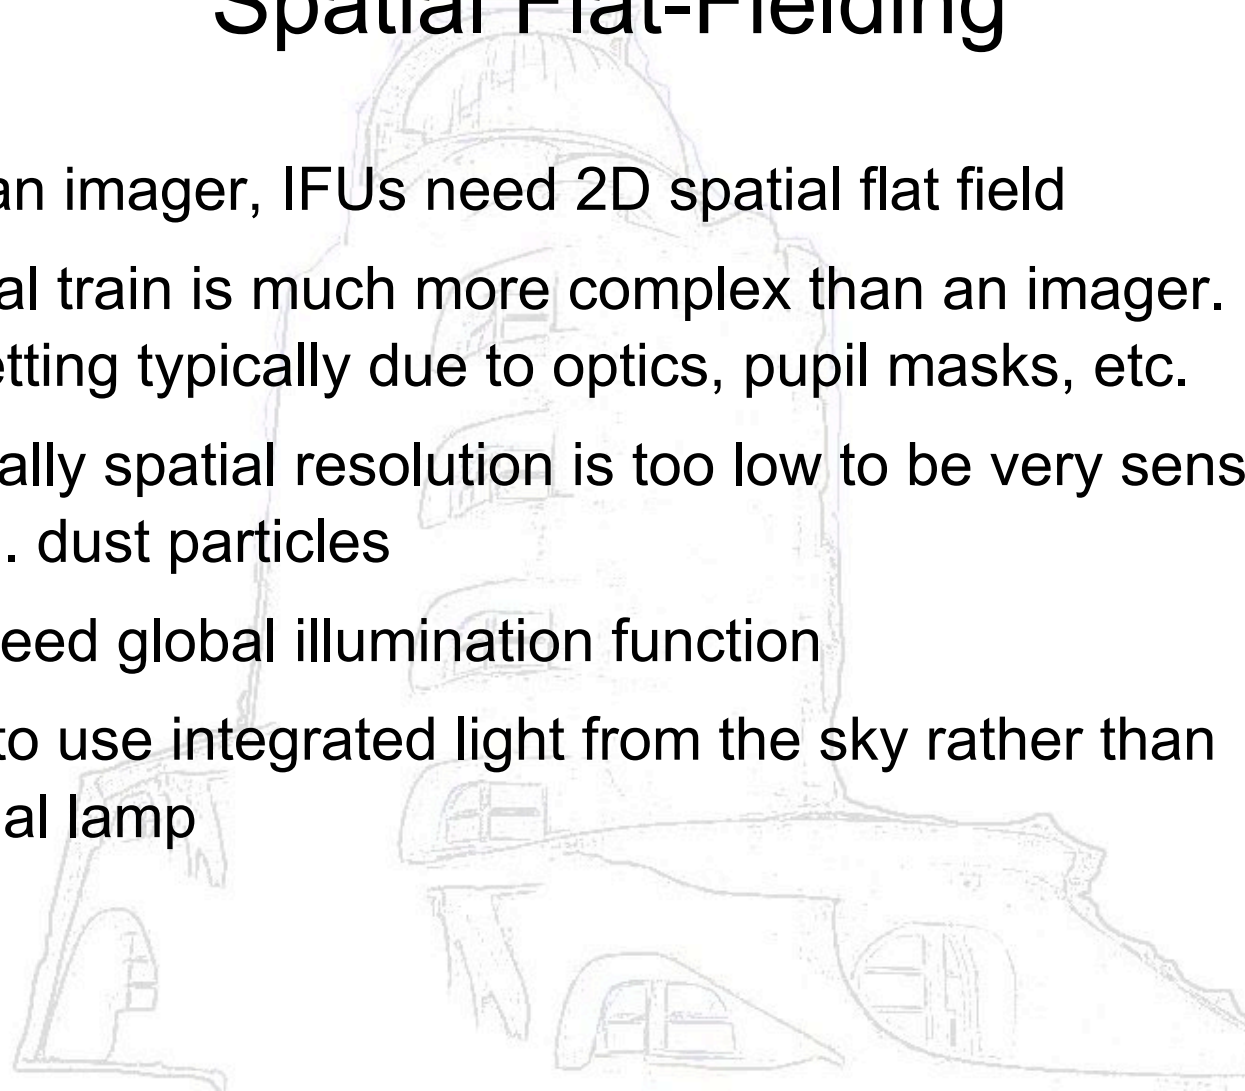 Spatial Flat-Fielding
an imager, IFUs need 2D spatial flat field
al train is much more complex than an imager.
etting typically due to optics, pupil masks, etc.
ally spatial resolution is too low to be very sens
. dust particles
eed global illumination function
to use integrated light from the sky rather than
al lamp